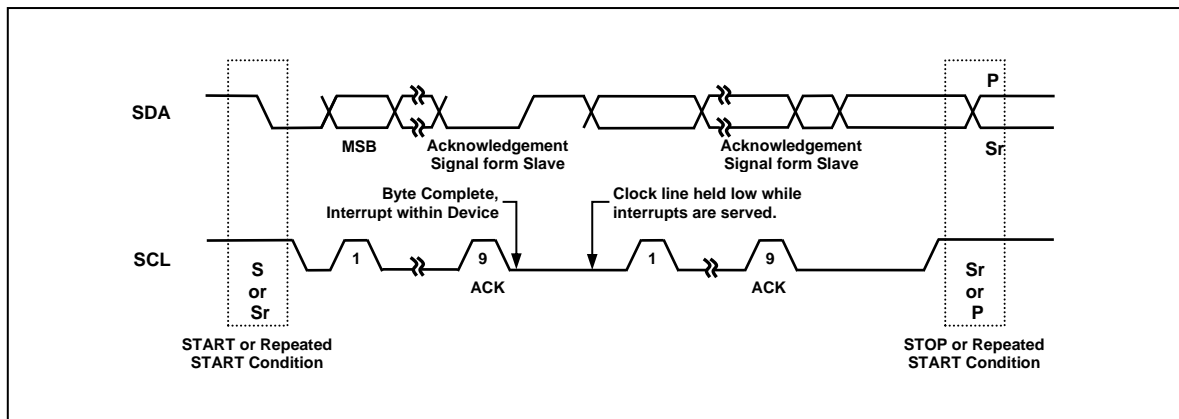 P
SDA
Sr
MSB
Acknowledgement
Signal form Slave
Acknowledgement
Signal form Slave
Byte Complete,
Interrupt within Device
Clock line held low while
interrupts are served.
SCL
1
9
1
9
S
or
Sr
ACK
ACK
Sr
or
P
START or Repeated
START Condition
STOP or Repeated
START Condition